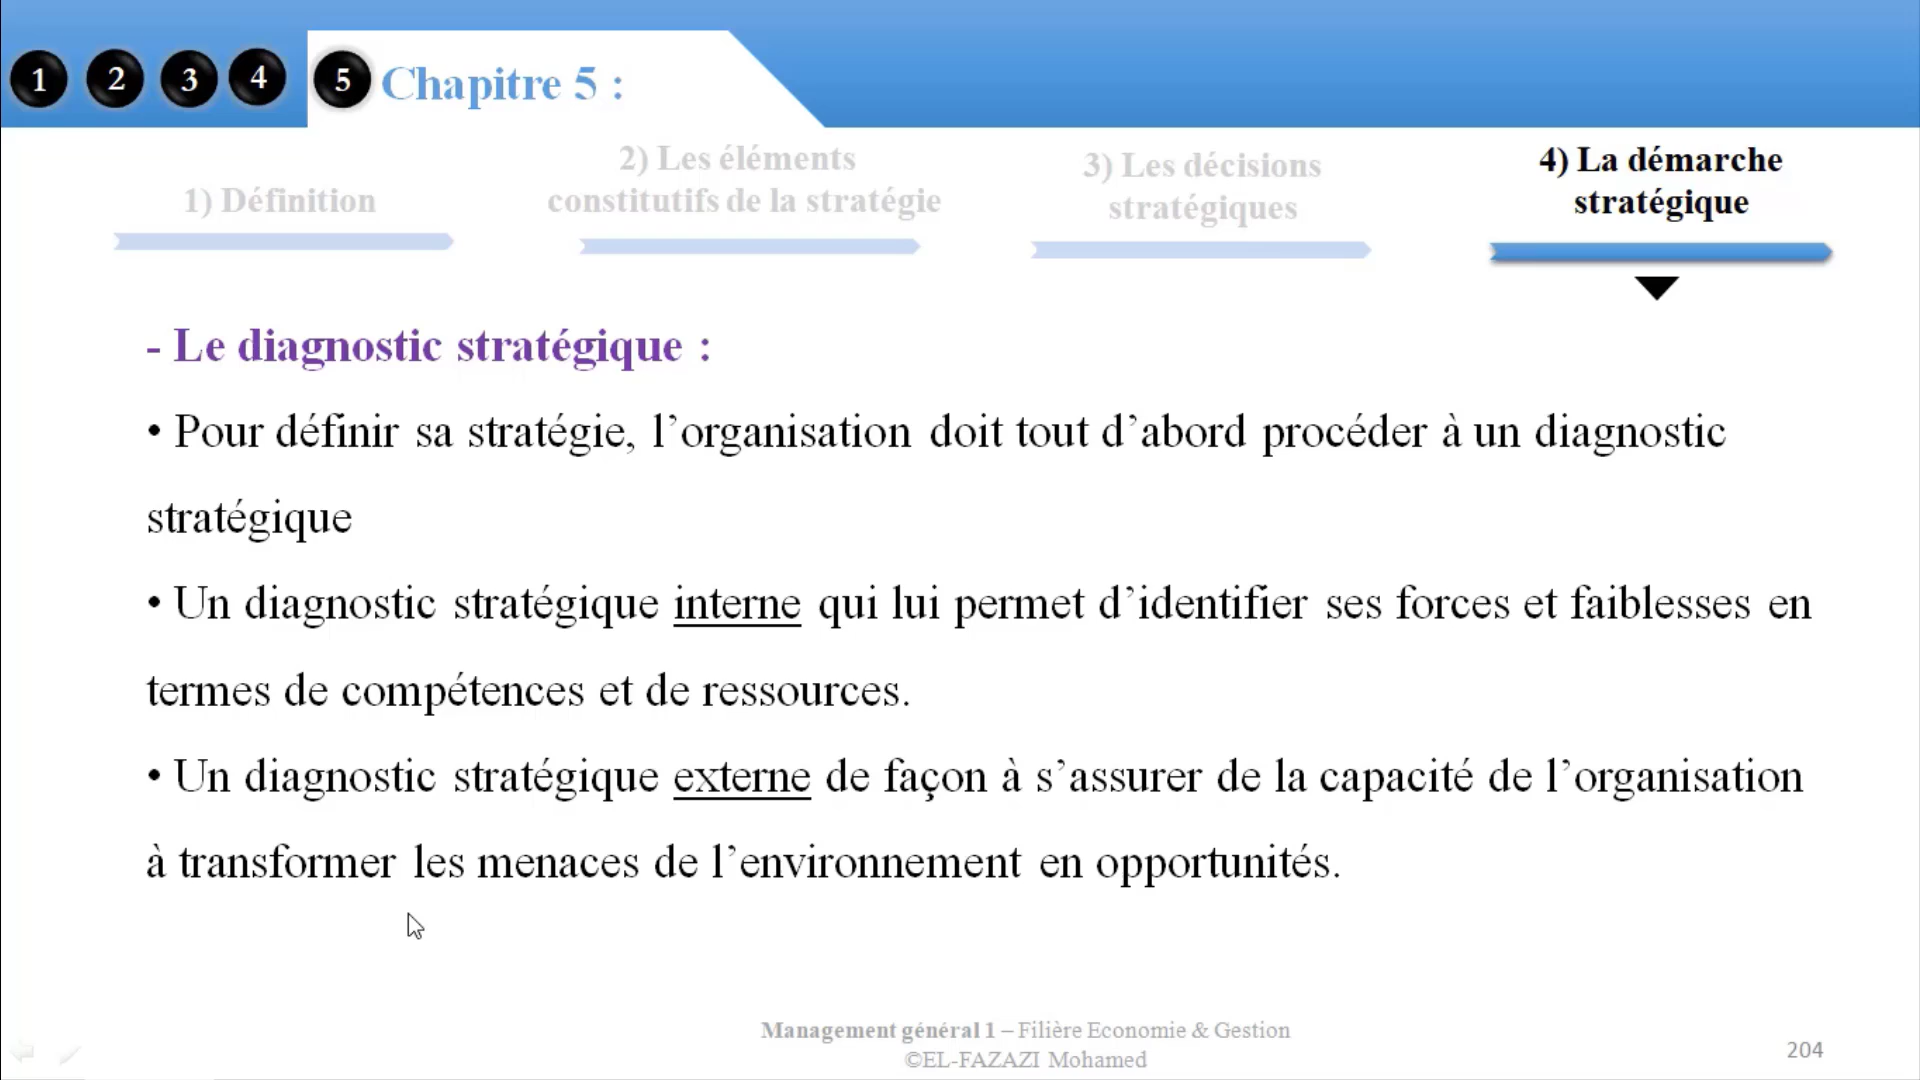 1 2 3 4 5 Chapitre 5 :
1) Définition
2) Les éléments
constitutifs de la stratégie
3) Les décisions
stratégiques
4) La démarche
stratégique
- Le diagnostic stratégique :
• Pour définir sa stratégie, l’organisation doit tout d’abord procéder à un diagnostic
stratégique
• Un diagnostic stratégique interne qui lui permet d’identifier ses forces et faiblesses en
termes de compétences et de ressources.
• Un diagnostic stratégique externe de façon à s’assurer de la capacité de l’organisation
à transformer les menaces de l’environnement en opportunités.
Management général 1 – Filière Economie & Gestion
©EL-FAZAZI Mohamed
204